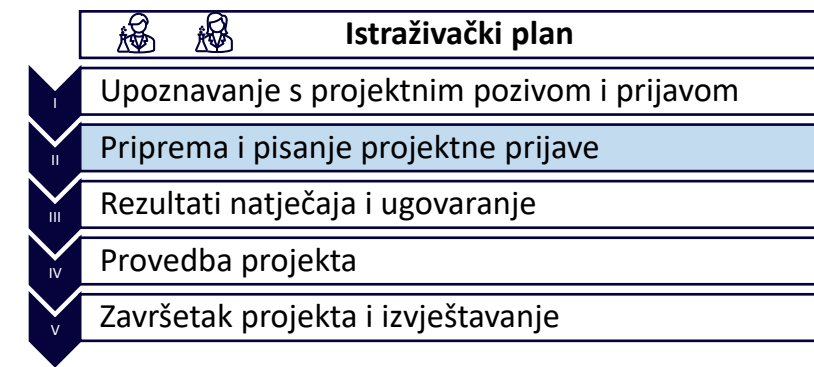 Istraživački plan
I
Upoznavanje s projektnim pozivom i prijavom
II
Priprema i pisanje projektne prijave
III
Rezultati natječaja i ugovaranje
IV
Provedba projekta
V
Završetak projekta i izvještavanje